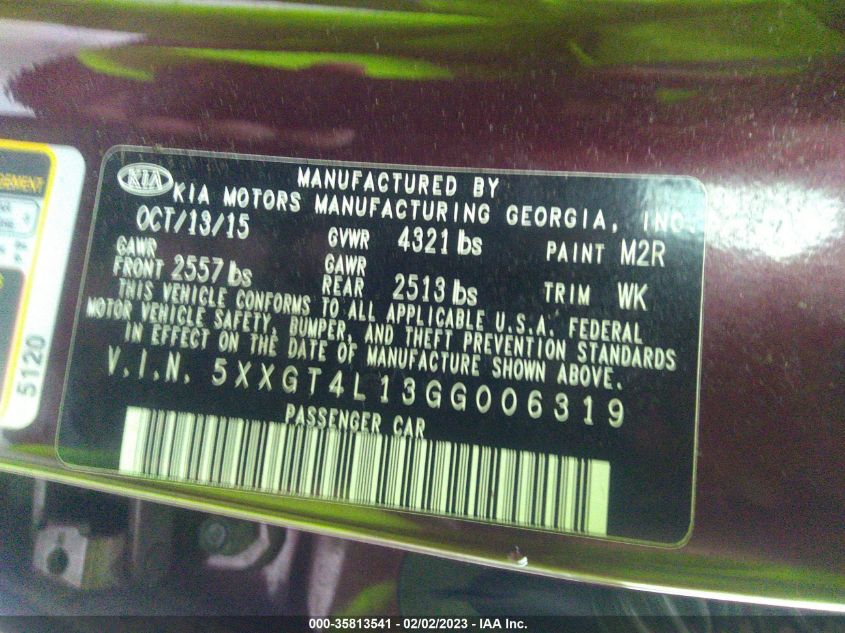 GEMENT
5120
KIA
MANUFACTURED BY
KIA MOTORS MANUFACTURING GEORGIA, INC
OCT/13/15 GVWR 4321 lbs PAINT M2R
GAWR FRONT 2557 lbs GAWR REAR 2513 lbs TRIM WK
THIS VEHICLE CONFORMS TO ALL APPLICABLE U.S.A. FEDERAL
MOTOR VEHICLE SAFETY, BUMPER, AND THEFT PREVENTION STANDARDS
IN EFFECT ON THE DATE OF MANUFACTURE SHOWN ABOVE.
V.I.N. 5XXGT4L13GG006319
PASSENGER CAR
000-35813541 - 02/02/2023 - IAA Inc.